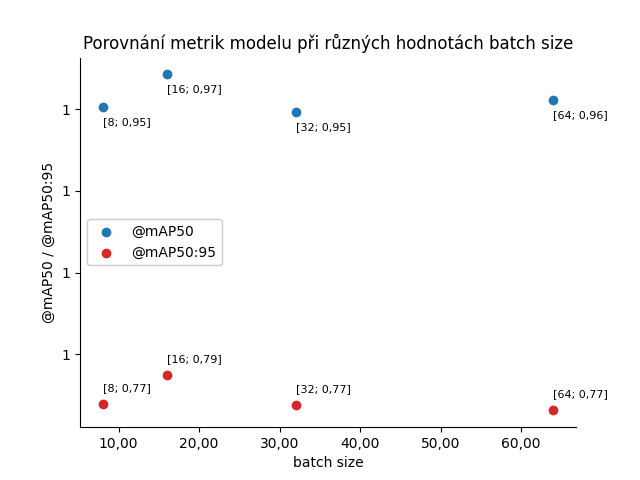 Porovnání metrik modelu při různých hodnotách batch size
@mAP50 / @mAP50:95
1
1
1
1
[8; 0,95]
[16; 0,97]
[32; 0,95]
[64; 0,96]
@mAP50
@mAP50:95
[8; 0,77]
[16; 0,79]
[32; 0,77]
[64; 0,77]
10,00 20,00 30,00 40,00 50,00 60,00
batch size